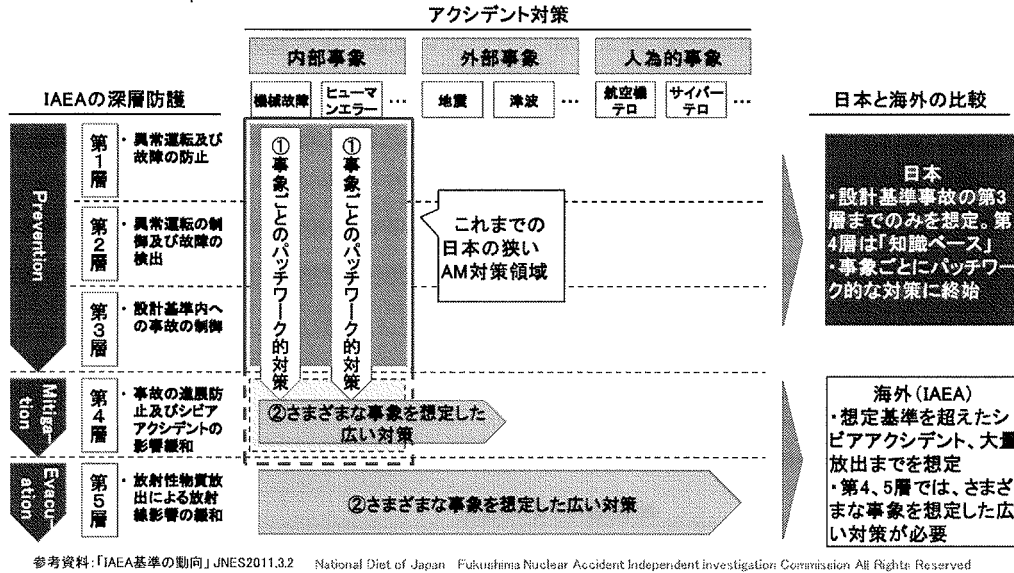 アクシデント対策
内部事象
外部事象
人為的事象
IAEAの深層防護
機械故障
ヒューマ
ンエラー
…
地震
津波
…
航空機
テロ
サイバー
テロ
…
日本と海外の比較
Prevention
第1層
・異常運転及び
故障の防止
第2層
・異常運転の制
御及び故障の
検出
第3層
・設計基準内へ
の事故の制御
①事象ごとのパッチワーク的対策
①事象ごとのパッチワーク的対策
これまでの
日本の狭い
AM対策領域
日本
・設計基準事故の第3
層までのみを想定。第
4層は「知識ベース」
・事象ごとにパッチワー
ク的な対策に終始
Mitiga-
tion
第4層
・事故の進展防
止及びシビア
アクシデントの
影響緩和
②さまざまな事象を想定した
広い対策
海外(IAEA)
・想定基準を超えたシ
ビアアクシデント、大量
放出までを想定
・第4、5層では、さまざ
まな事象を想定した広
い対策が必要
Evacu-
ation
第5層
・放射性物質放
出による放射
線影響の緩和
②さまざまな事象を想定した広い対策
参考資料:「IAEA基準の動向」JNES2011.3.2
National Diet of Japan Fukushima Nuclear Accident Independent Investigation Commission All Rights Reserved